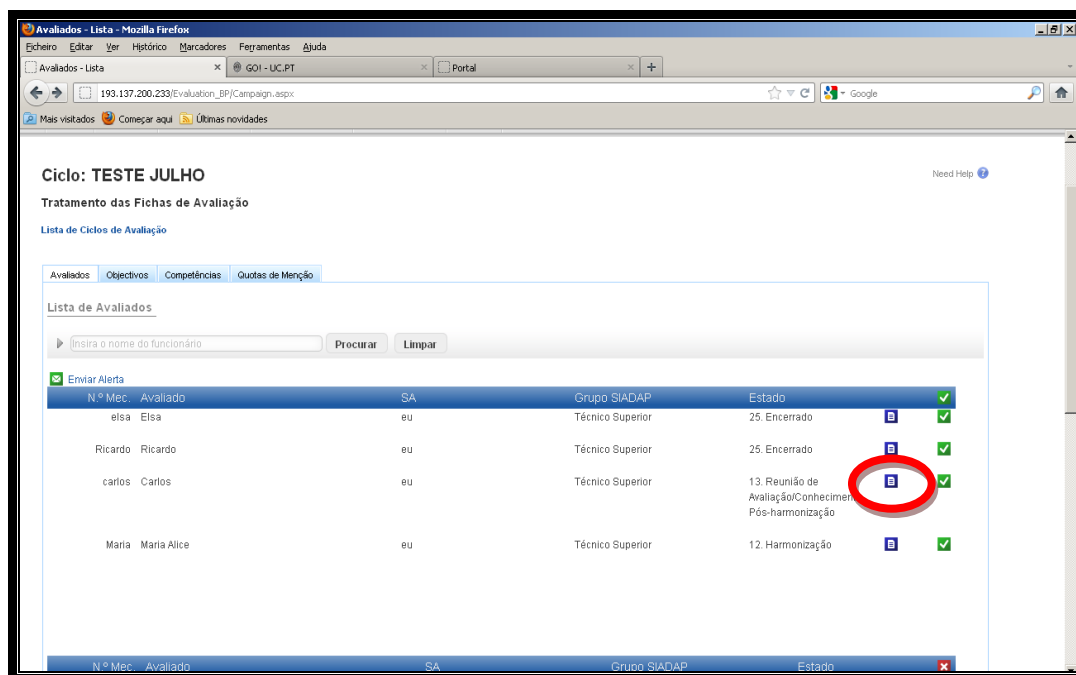 Avaliados - Lista - Mozilla Firefox
Ficheiro Editar Ver Histórico Marcadores Ferramentas Ajuda
Avaliados - Lista GOI - UC.PT Portal
193.137.200.233/Evaluation_BP/Campaign.aspx Google
Mais visitados Começar aqui Últimas novidades
Ciclo: TESTE JULHO Need Help
Tratamento das Fichas de Avaliação
Lista de Ciclos de Avaliação
Avaliados Objectivos Competências Quotas de Menção
Lista de Avaliados
Insira o nome do funcionário Procurar Limpar
Enviar Alerta
N.º Mec. Avaliado SA Grupo SIADAP Estado
elsa Elsa eu Técnico Superior 25. Encerrado
Ricardo Ricardo eu Técnico Superior 25. Encerrado
carlos Carlos eu Técnico Superior 13. Reunião de
Avaliação/Conhecimen
Pós-harmonização
Maria Maria Alice eu Técnico Superior 12. Harmonização
N.º Mec. Avaliado SA Grupo SIADAP Estado